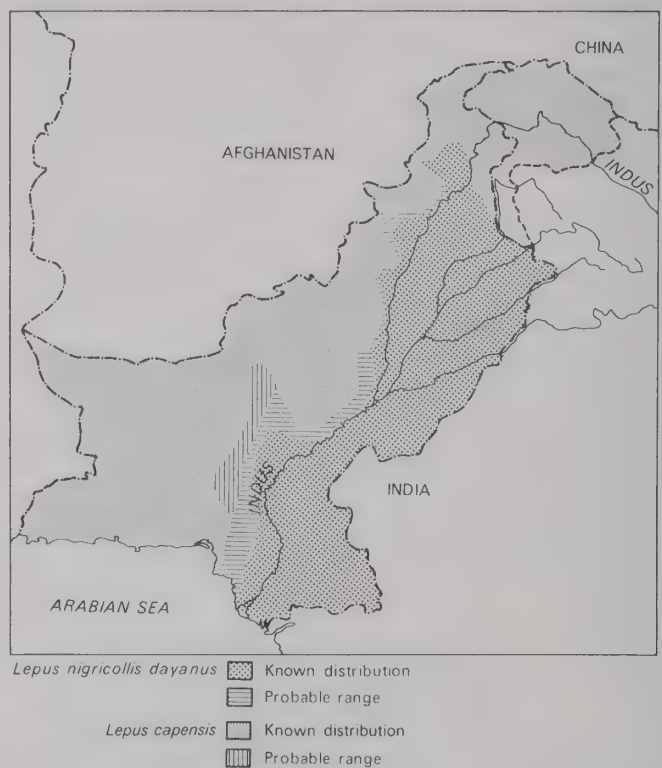 CHINA
AFGHANISTAN
INDUS
INDUS
INDIA
ARABIAN SEA
Lepus nigricollis dayanus Known distribution
Probable range
Lepus capensis Known distribution
Probable range